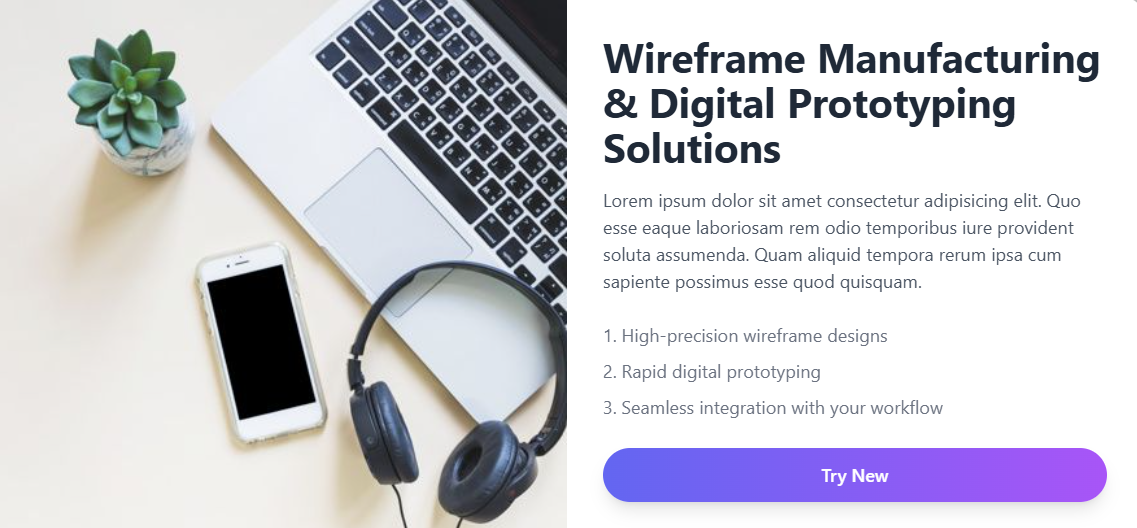 Wireframe Manufacturing
& Digital Prototyping
Solutions
Lorem ipsum dolor sit amet consectetur adipisicing elit. Quo
esse eaque laboriosam rem odio temporibus iure provident
soluta assumenda. Quam aliquid tempora rerum ipsa cum
sapiente possimus esse quod quisquam.
1. High-precision wireframe designs
2. Rapid digital prototyping
3. Seamless integration with your workflow
Try New